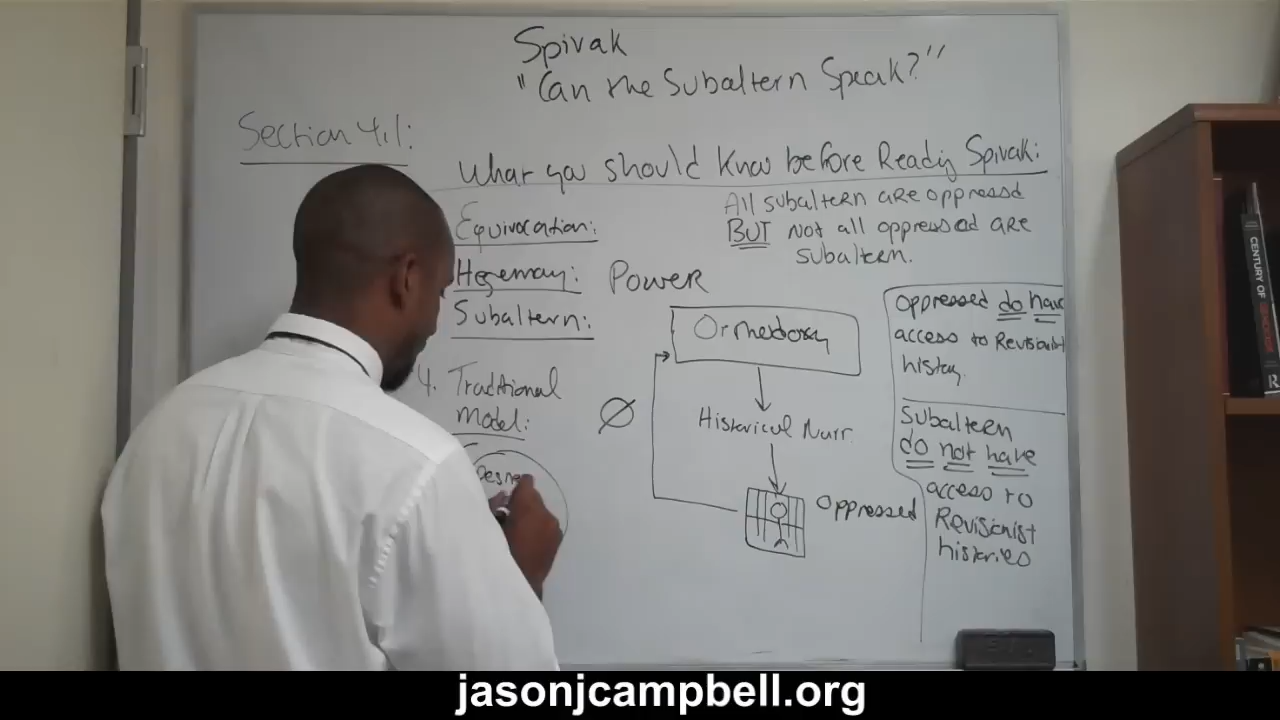 Spivak
"Can the Subaltern Speak?"
Section 4.1:
What you should know before Reading Spivak:
Equivocation:
Hegemony: Power
Subaltern:
All subaltern are oppressed
BUT not all oppressed are
subaltern.
4. Traditional
Model:
Orthodoxy
Historical Narr.
Oppressed
Oppressed do have
access to Revisionist
history.
Subaltern
do not have
access to
Revisionist
histories
CENTURY OF
jasonjcampbell.org